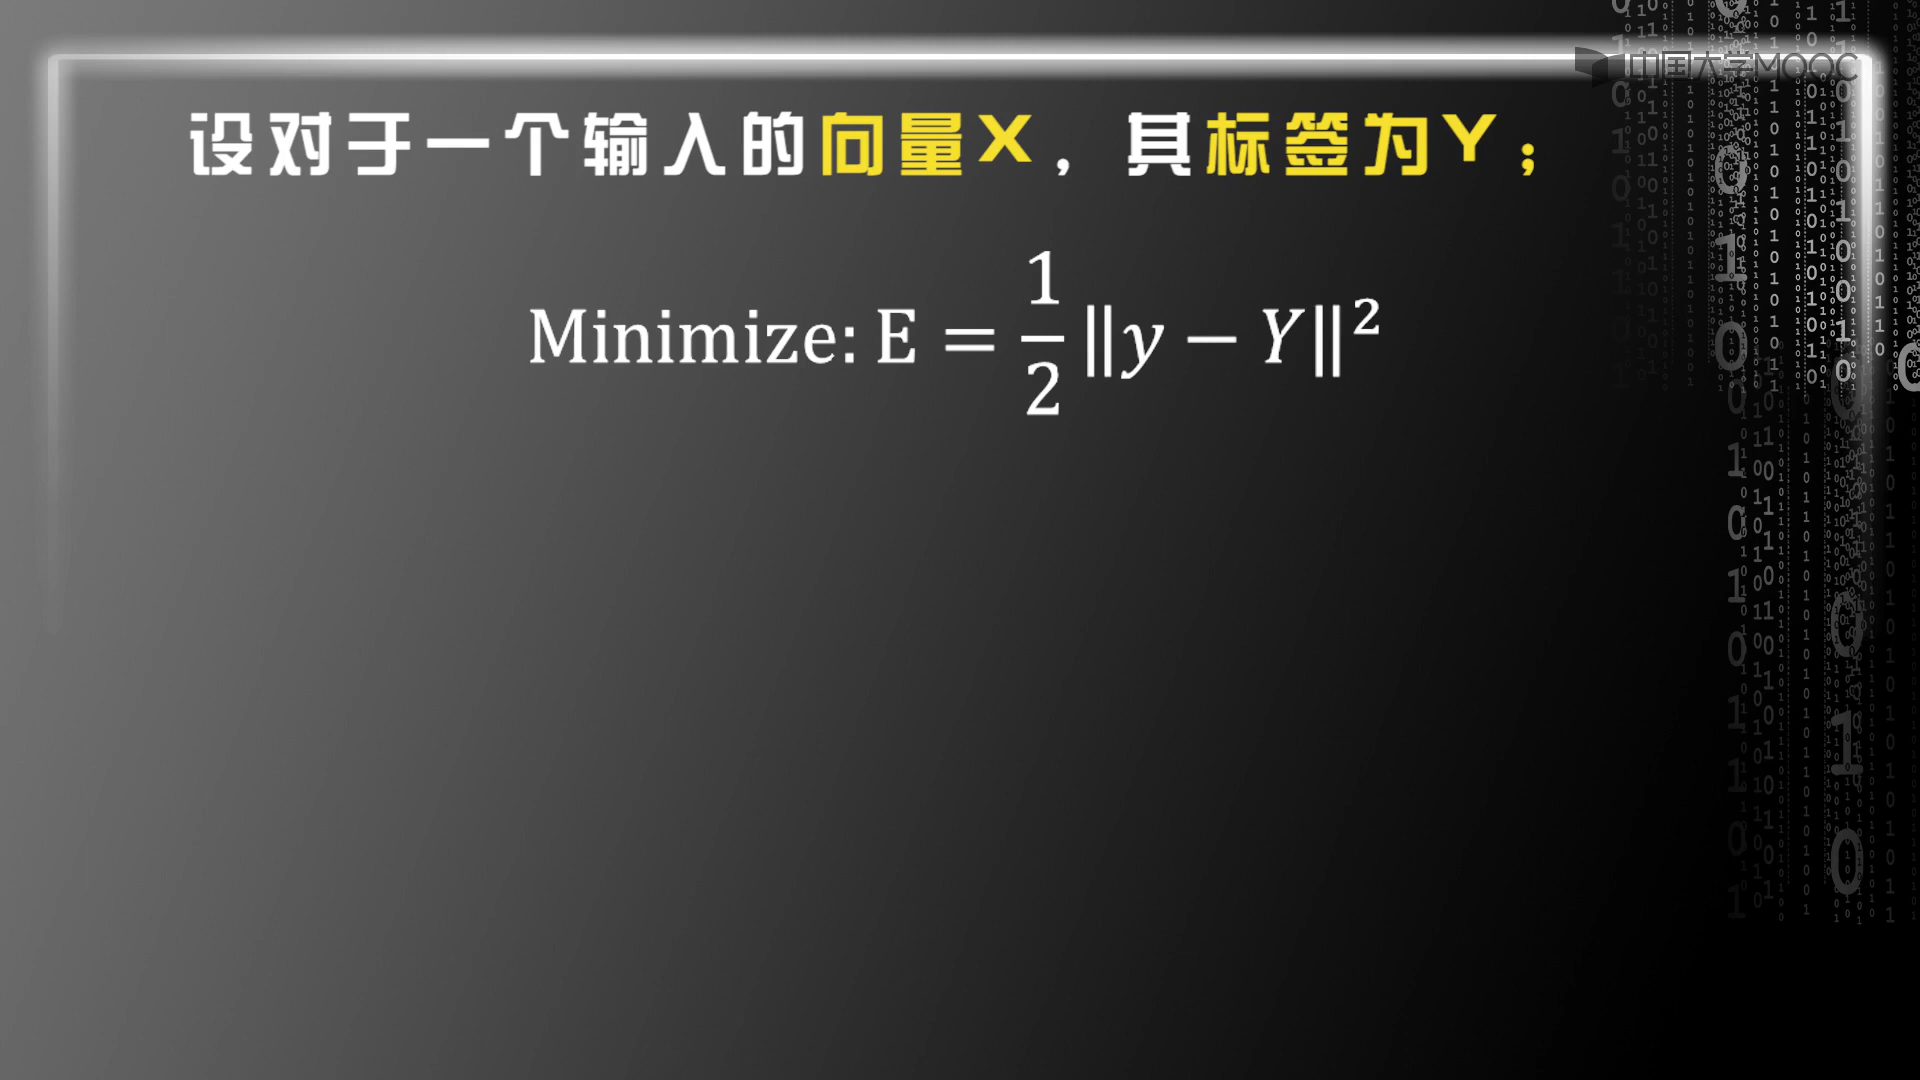 中国大学MOOC
设对于一个输入的向量X，其标签为Y；
Minimize: E = \frac{1}{2} ‖y − Y‖²